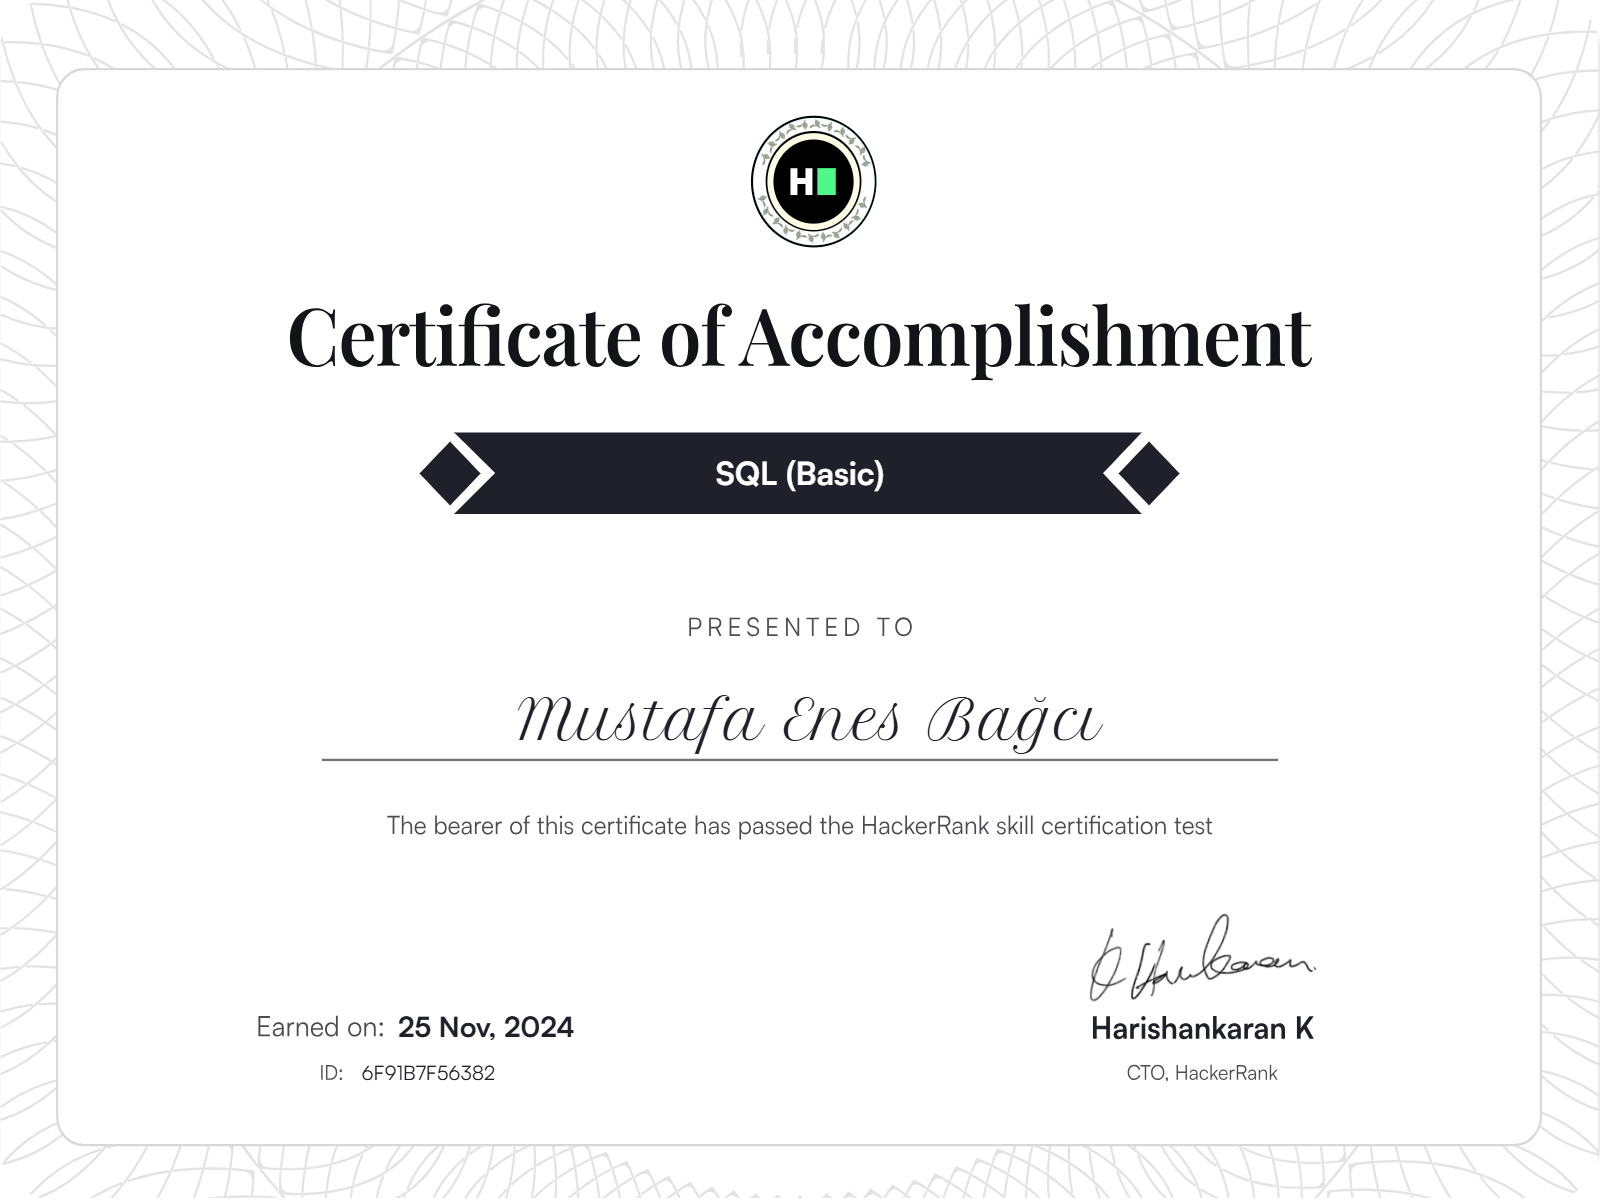 H
Certificate of Accomplishment
SQL (Basic)
PRESENTED TO
Mustafa Enes Bağcı
The bearer of this certificate has passed the HackerRank skill certification test
Earned on: 25 Nov, 2024
ID: 6F91B7F56382
Harishankaran K
CTO, HackerRank